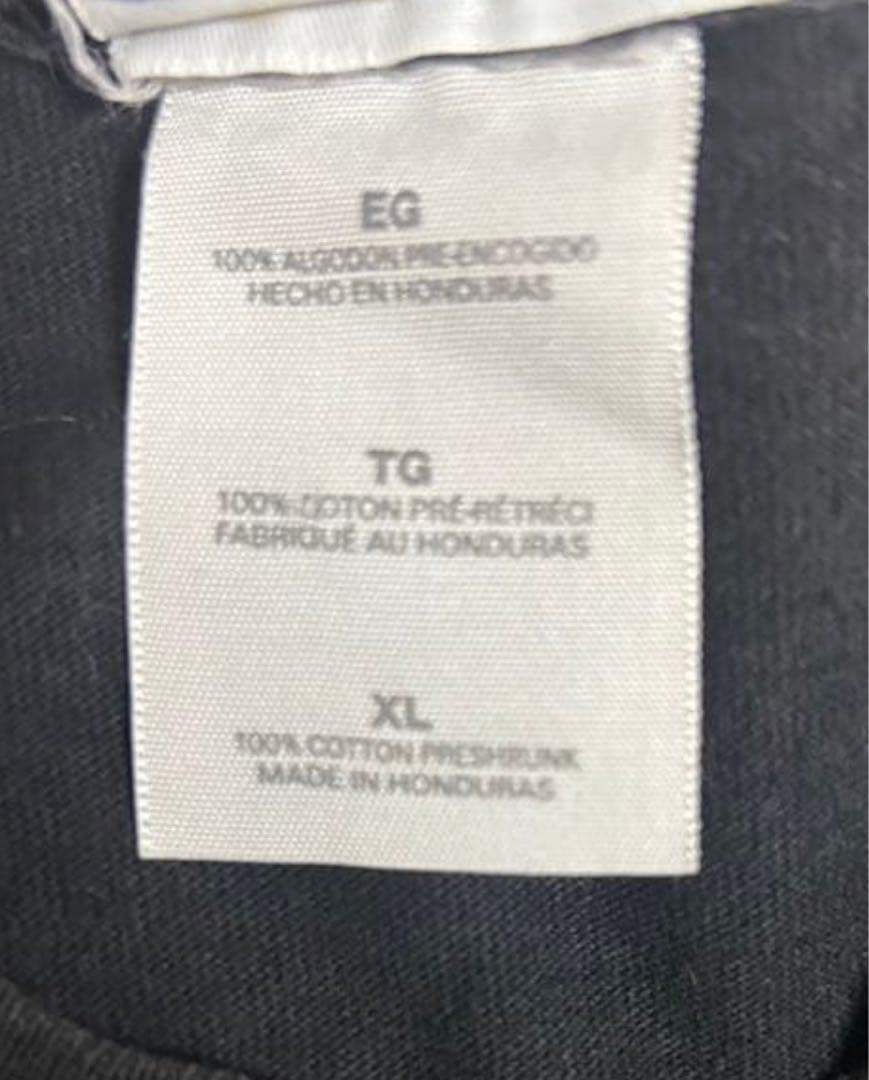 EG
100% ALGODON PRE-ENCOGIDO
HECHO EN HONDURAS
TG
100% COTON PRÉ-RÉTRÉCI
FABRIQUÉ AU HONDURAS
XL
100% COTTON PRESHRUNK
MADE IN HONDURAS